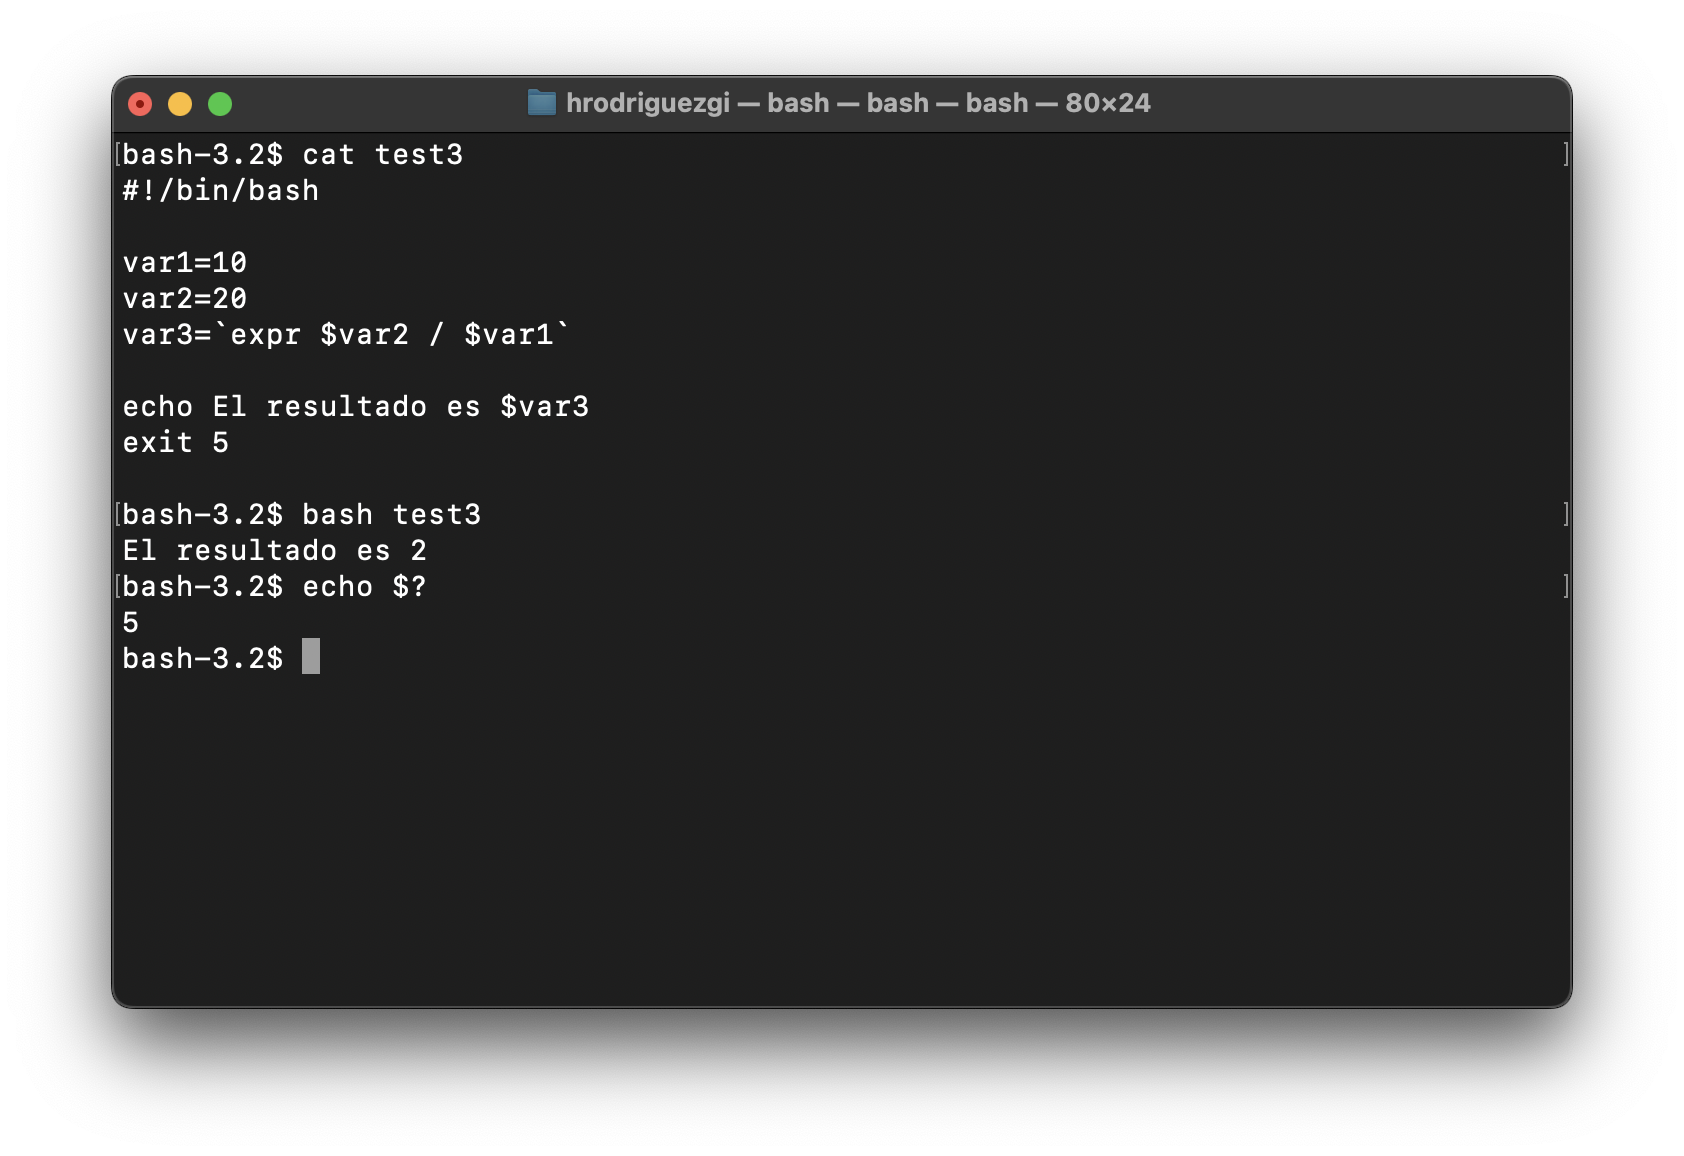 hrodriguezgi — bash — bash — bash — 80×24
[bash-3.2$ cat test3 ]
#!/bin/bash
var1=10
var2=20
var3=`expr $var2 / $var1`
echo El resultado es $var3
exit 5
[bash-3.2$ bash test3 ]
El resultado es 2
[bash-3.2$ echo $? ]
5
bash-3.2$